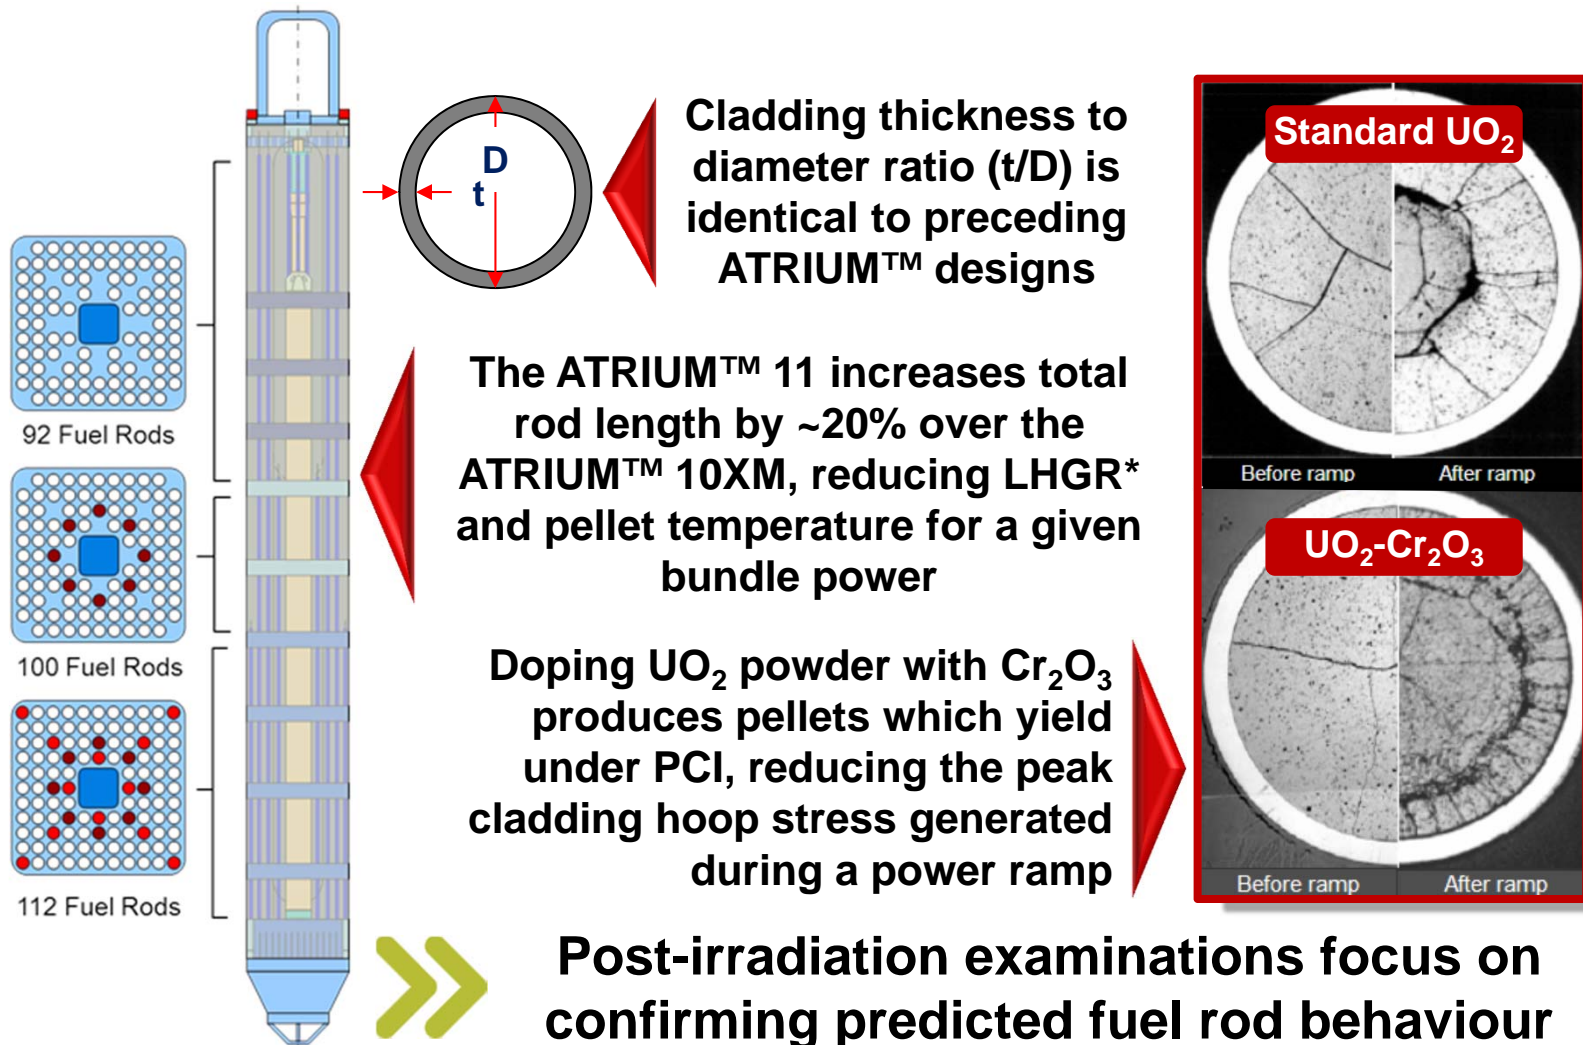 D
t
Cladding thickness to
diameter ratio (t/D) is
identical to preceding
ATRIUM™ designs
Standard UO₂
Before ramp
After ramp
92 Fuel Rods
The ATRIUM™ 11 increases total
rod length by ~20% over the
ATRIUM™ 10XM, reducing LHGR*
and pellet temperature for a given
bundle power
UO₂-Cr₂O₃
Before ramp
After ramp
100 Fuel Rods
Doping UO₂ powder with Cr₂O₃
produces pellets which yield
under PCI, reducing the peak
cladding hoop stress generated
during a power ramp
112 Fuel Rods
Post-irradiation examinations focus on
confirming predicted fuel rod behaviour